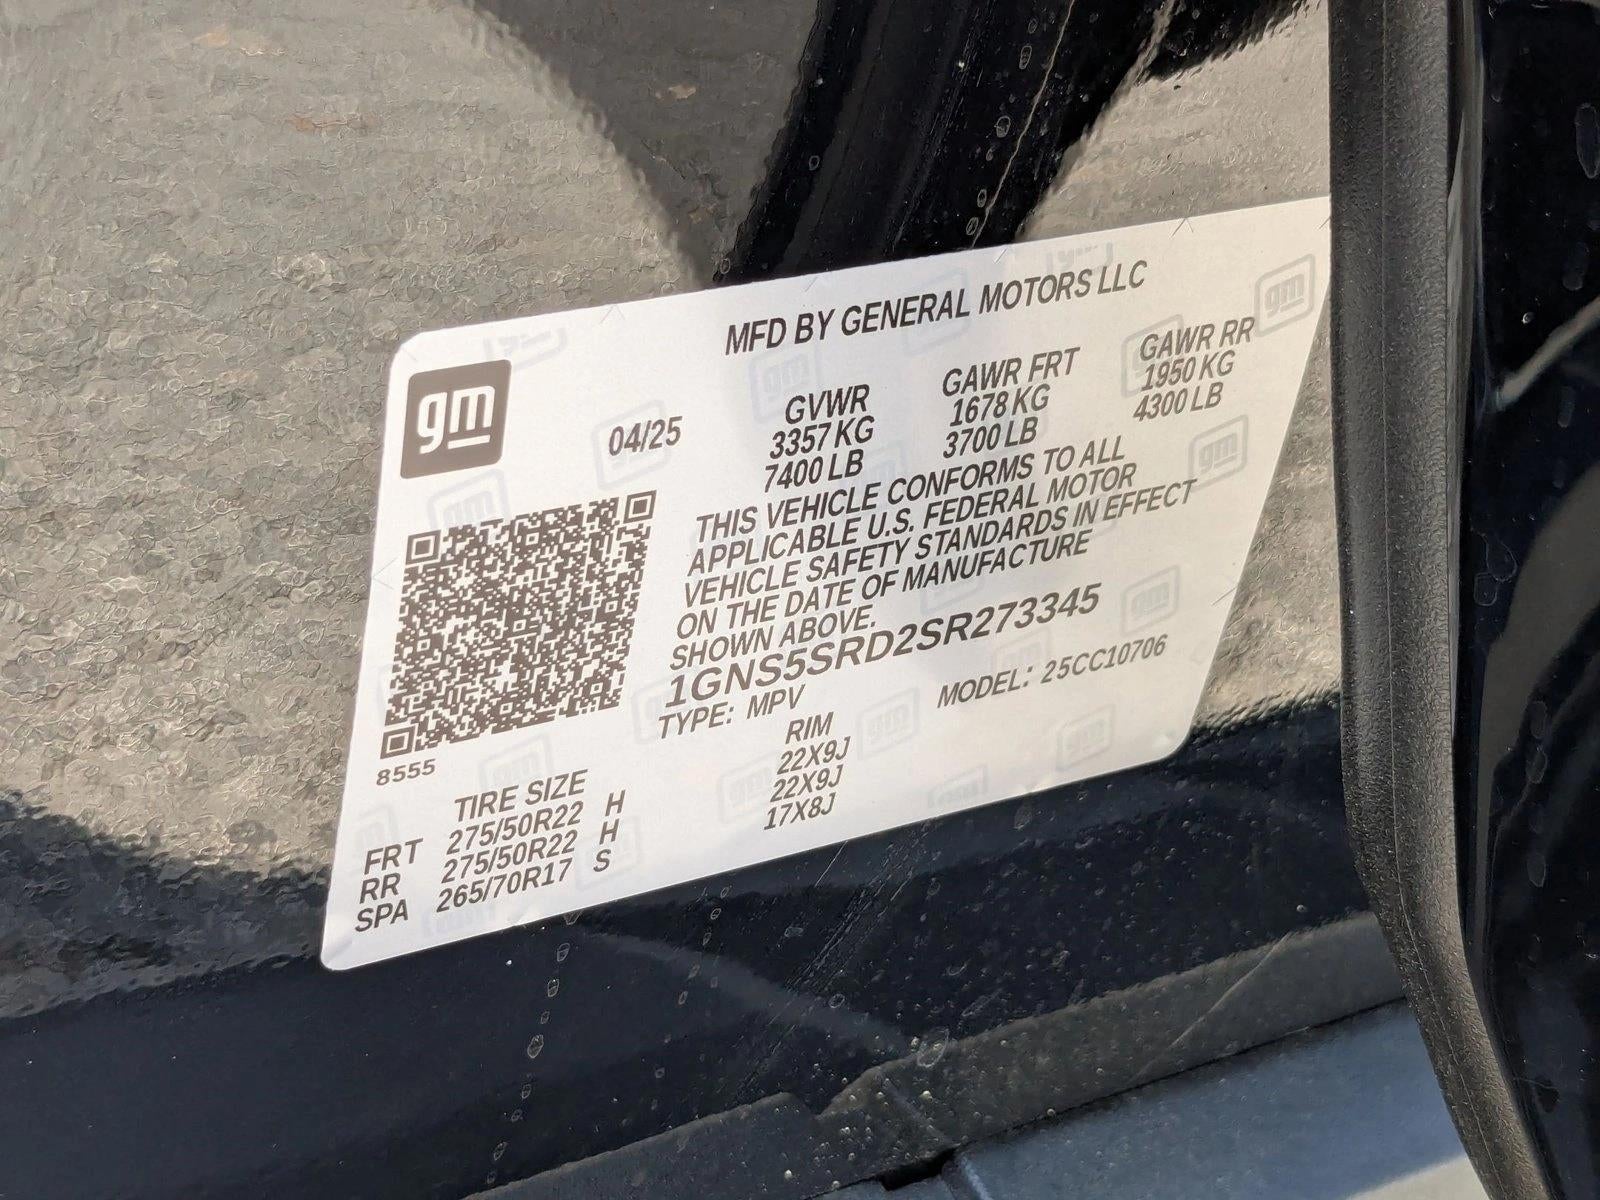 MFD BY GENERAL MOTORS LLC
gm
04/25
GVWR
3357 KG
7400 LB
GAWR FRT
1678 KG
3700 LB
GAWR RR
1950 KG
4300 LB
THIS VEHICLE CONFORMS TO ALL
APPLICABLE U.S. FEDERAL MOTOR
VEHICLE SAFETY STANDARDS IN EFFECT
ON THE DATE OF MANUFACTURE
SHOWN ABOVE.
1GNS5SRD2SR273345
TYPE: MPV MODEL: 25CC10706
8555
TIRE SIZE RIM
FRT 275/50R22 H 22X9J
RR 275/50R22 H 22X9J
SPA 265/70R17 S 17X8J